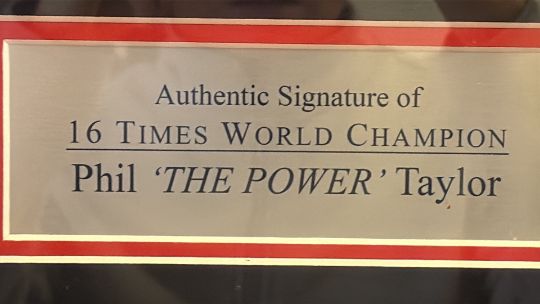 Authentic Signature of
16 TIMES WORLD CHAMPION
Phil ‘THE POWER’ Taylor